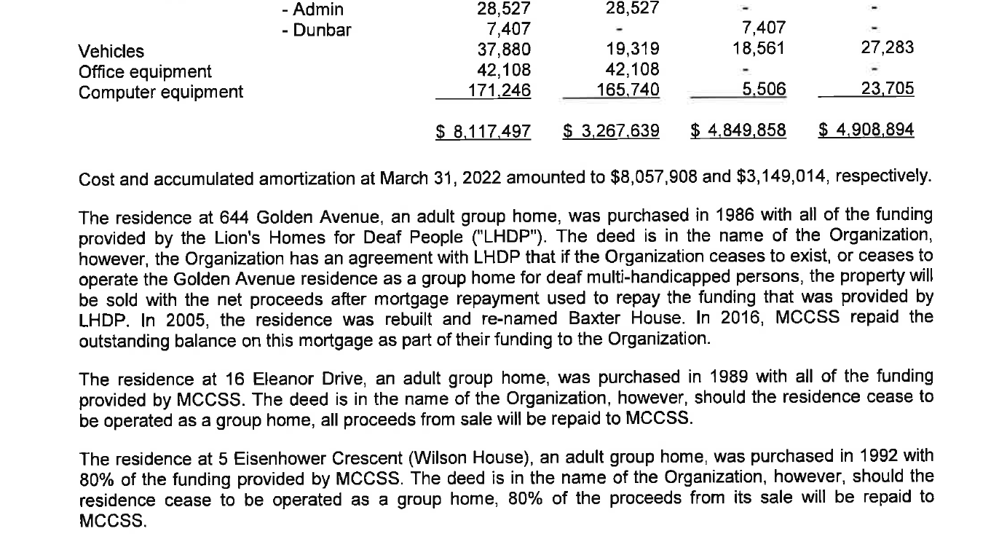 - Admin 28,527 28,527 - -
- Dunbar 7,407 - 7,407 -
Vehicles 37,880 19,319 18,561 27,283
Office equipment 42,108 42,108 - -
Computer equipment 171,246 165,740 5,506 23,705
$ 8,117,497 $ 3,267,639 $ 4,849,858 $ 4,908,894
Cost and accumulated amortization at March 31, 2022 amounted to $8,057,908 and $3,149,014, respectively.
The residence at 644 Golden Avenue, an adult group home, was purchased in 1986 with all of the funding
provided by the Lion's Homes for Deaf People ("LHDP"). The deed is in the name of the Organization,
however, the Organization has an agreement with LHDP that if the Organization ceases to exist, or ceases to
operate the Golden Avenue residence as a group home for deaf multi-handicapped persons, the property will
be sold with the net proceeds after mortgage repayment used to repay the funding that was provided by
LHDP. In 2005, the residence was rebuilt and re-named Baxter House. In 2016, MCCSS repaid the
outstanding balance on this mortgage as part of their funding to the Organization.
The residence at 16 Eleanor Drive, an adult group home, was purchased in 1989 with all of the funding
provided by MCCSS. The deed is in the name of the Organization, however, should the residence cease to
be operated as a group home, all proceeds from sale will be repaid to MCCSS.
The residence at 5 Eisenhower Crescent (Wilson House), an adult group home, was purchased in 1992 with
80% of the funding provided by MCCSS. The deed is in the name of the Organization, however, should the
residence cease to be operated as a group home, 80% of the proceeds from its sale will be repaid to
MCCSS.